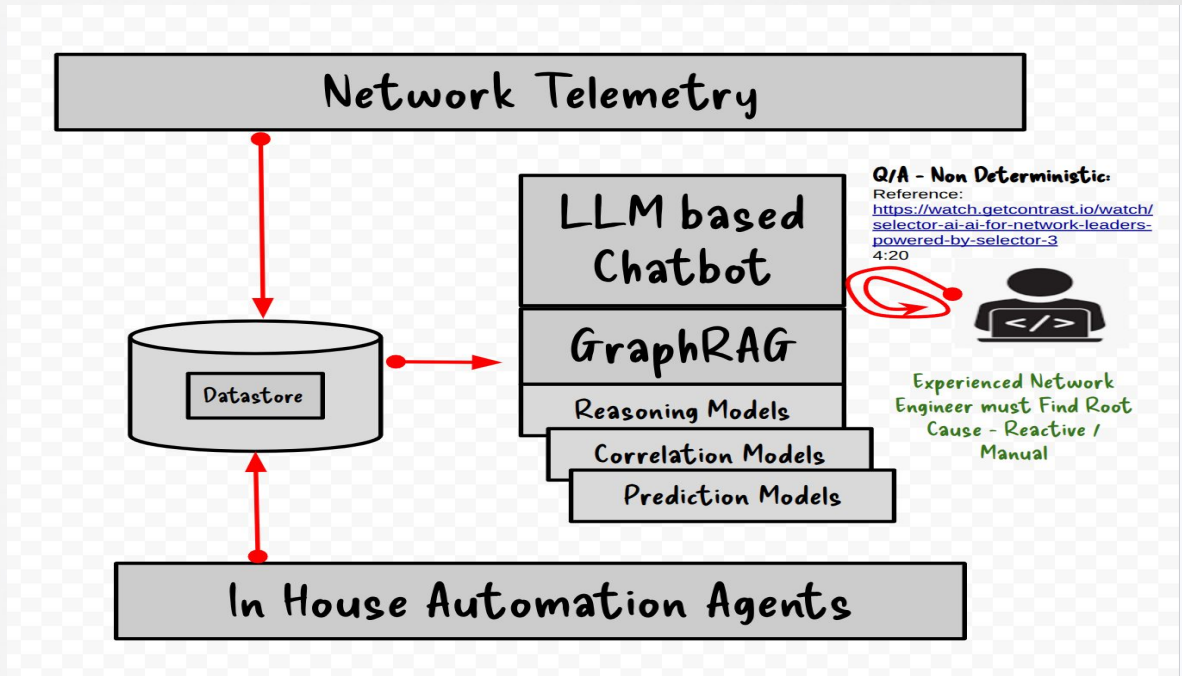 Network Telemetry
LLM based
Chatbot
Q/A - Non Deterministic:
Reference:
https://watch.getcontrast.io/watch/
selector-ai-ai-for-network-leaders-
powered-by-selector-3
4:20
</>
GraphRAG
Datastore
Reasoning Models
Correlation Models
Prediction Models
Experienced Network
Engineer must Find Root
Cause - Reactive /
Manual
In House Automation Agents